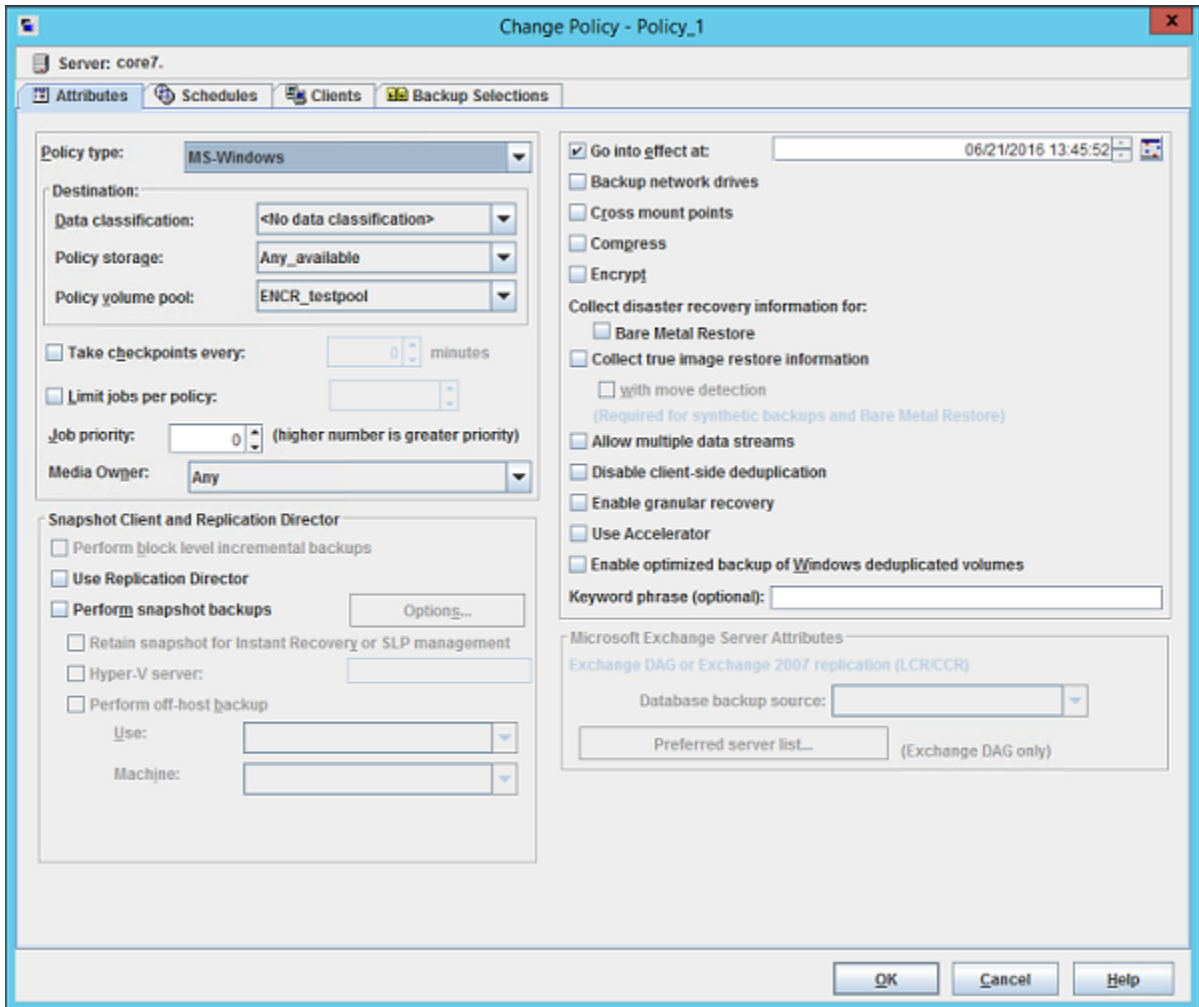 Change Policy - Policy_1
x
Server: core7.
Attributes
Schedules
Clients
Backup Selections
Policy type:
MS-Windows
Destination:
Data classification:
<No data classification>
Policy storage:
Any_available
Policy volume pool:
ENCR_testpool
Take checkpoints every:
0
minutes
Limit jobs per policy:
Job priority:
0
(higher number is greater priority)
Media Owner:
Any
Snapshot Client and Replication Director
Perform block level incremental backups
Use Replication Director
Perform snapshot backups
Options...
Retain snapshot for Instant Recovery or SLP management
Hyper-V server:
Perform off-host backup
Use:
Machine:
Go into effect at:
06/21/2016 13:45:52
Backup network drives
Cross mount points
Compress
Encrypt
Collect disaster recovery information for:
Bare Metal Restore
Collect true image restore information
with move detection
(Required for synthetic backups and Bare Metal Restore)
Allow multiple data streams
Disable client-side deduplication
Enable granular recovery
Use Accelerator
Enable optimized backup of Windows deduplicated volumes
Keyword phrase (optional):
Microsoft Exchange Server Attributes
Exchange DAG or Exchange 2007 replication (LCR/CCR)
Database backup source:
Preferred server list...
(Exchange DAG only)
OK
Cancel
Help